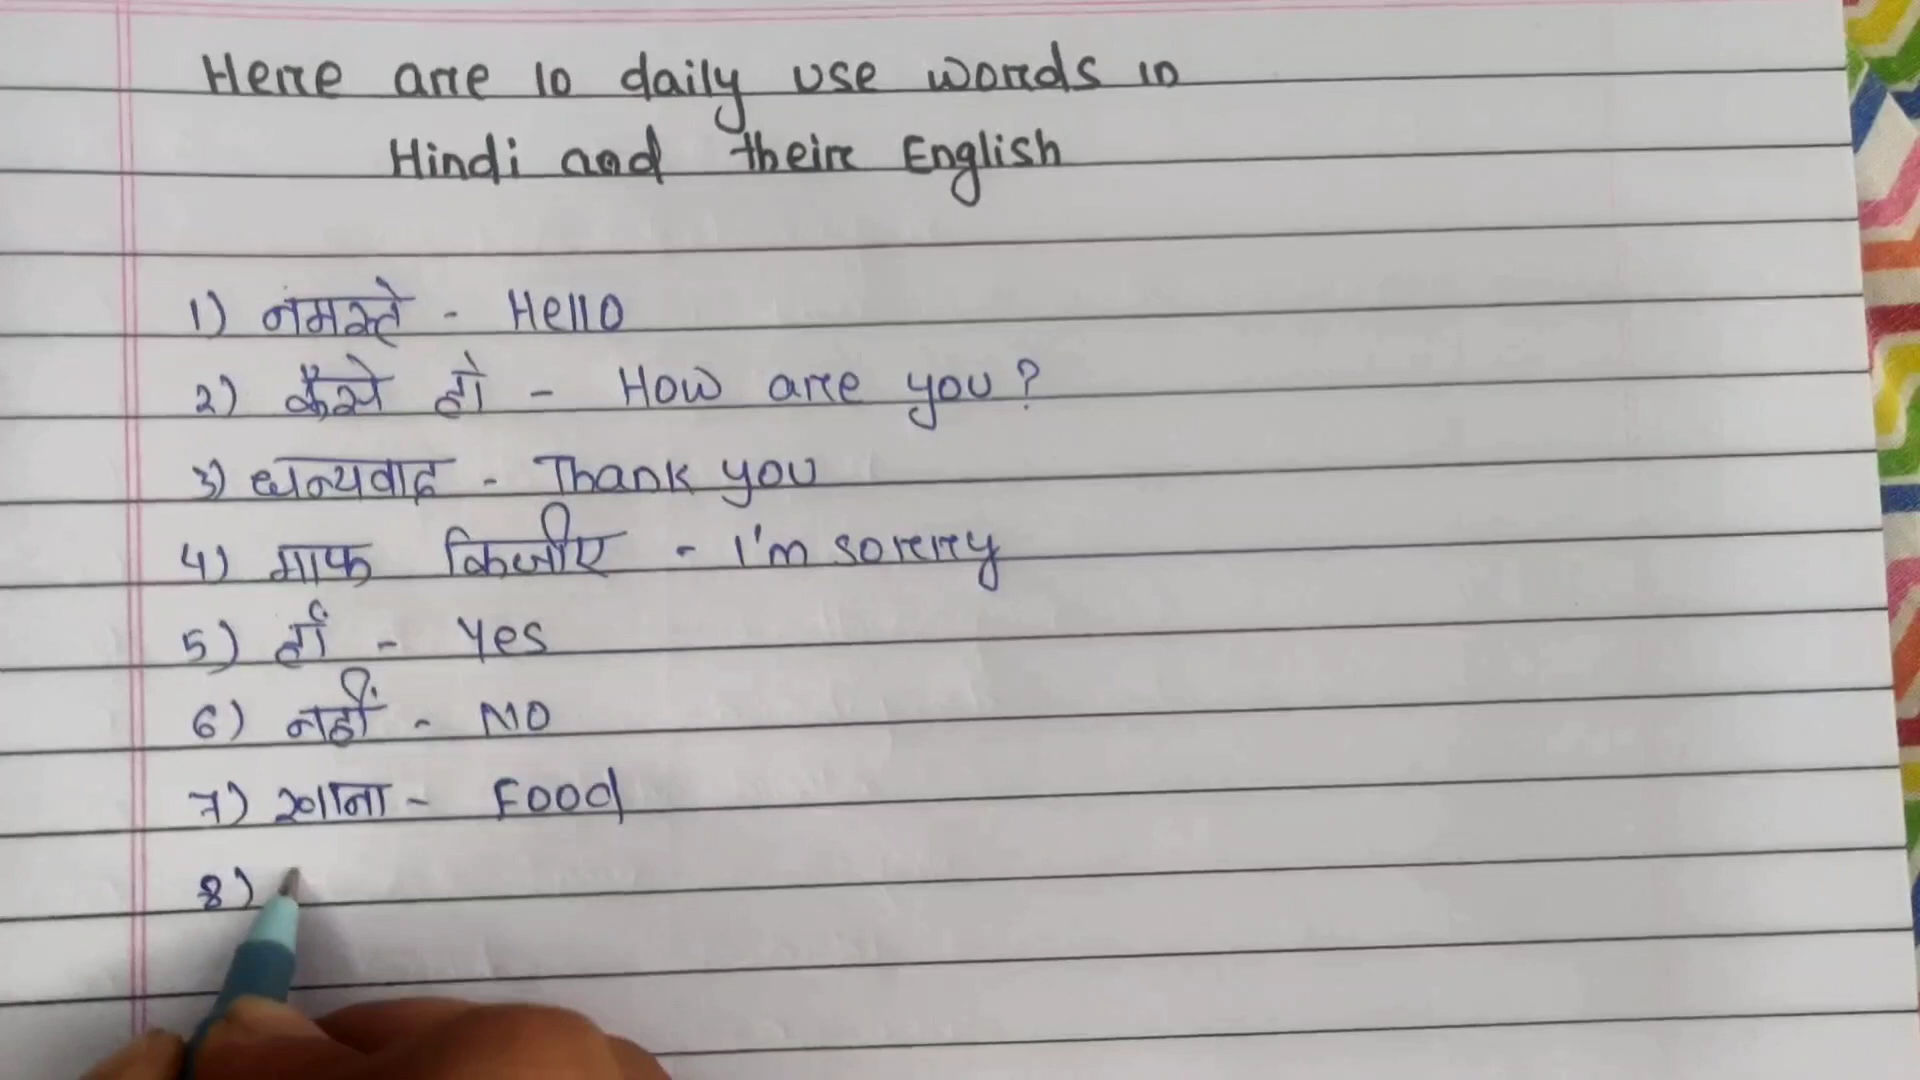 Here are 10 daily use words in
Hindi and their English
1) नमस्ते - Hello
2) कैसे हो - How are you?
3) धन्यवाद - Thank you
4) माफ किजीए - I'm sorry
5) हां - Yes
6) नहीं - NO
7) खाना - Food
8)